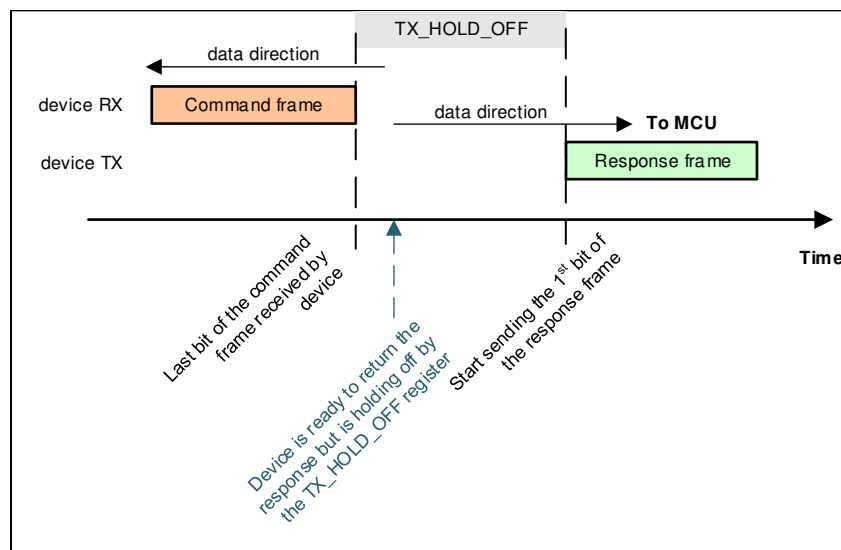 TX_HOLD_OFF
data direction
device RX
Command frame
data direction
To MCU
device TX
Response frame
Time
Last bit of the command
frame received by
device
Device is ready to return the
response but is holding off by
the TX_HOLD_OFF register
Start sending the 1st bit of
the response frame